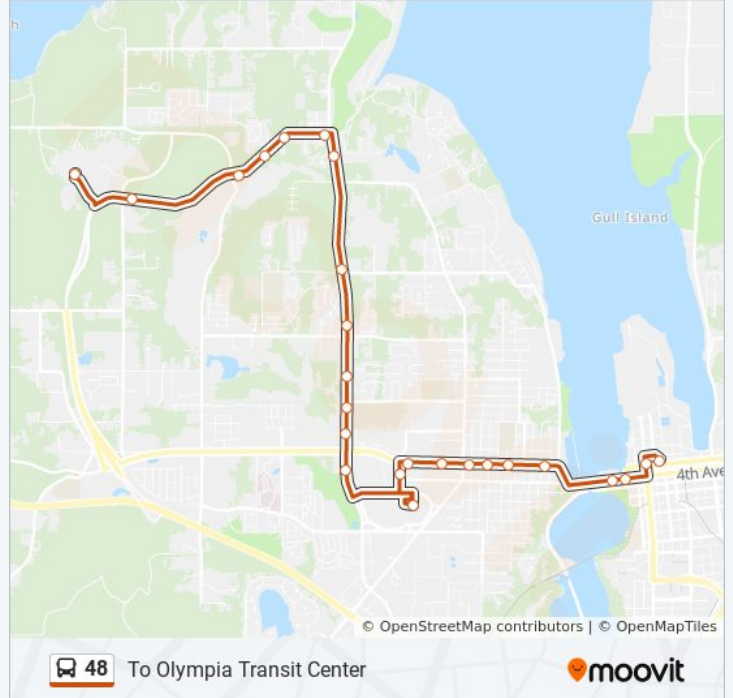 h
Gull Island
4th Ave
© OpenStreetMap contributors | © OpenMapTiles
48 To Olympia Transit Center
moovit